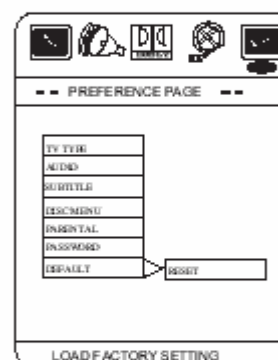 -- PREFERENCE PAGE --
TV TYPE
AUDIO
SUBTITLE
DISC MENU
PARENTAL
PASSWORD
DEFAULT
RESET
LOAD FACTORY SETTING